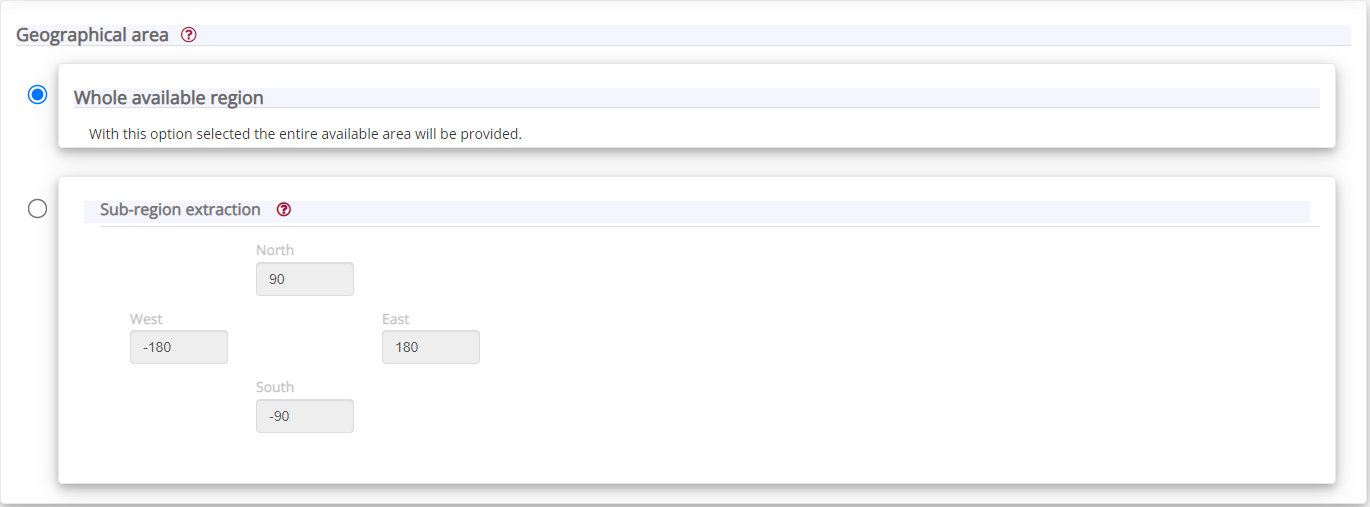 Geographical area ?
Whole available region
With this option selected the entire available area will be provided.
Sub-region extraction ?
North
90
West
East
-180
180
South
-90